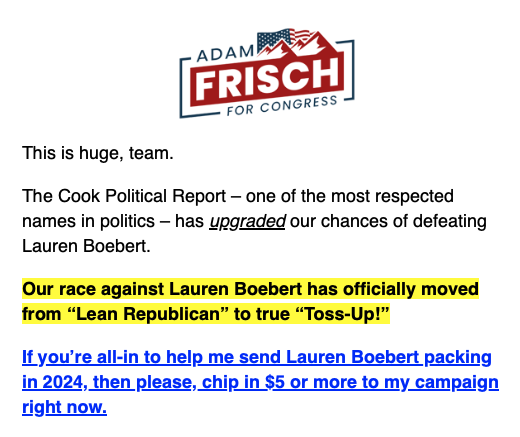 ADAM
FRISCH
FOR CONGRESS
This is huge, team.
The Cook Political Report – one of the most respected
names in politics – has upgraded our chances of defeating
Lauren Boebert.
Our race against Lauren Boebert has officially moved
from “Lean Republican” to true “Toss-Up!”
If you’re all-in to help me send Lauren Boebert packing
in 2024, then please, chip in $5 or more to my campaign
right now.